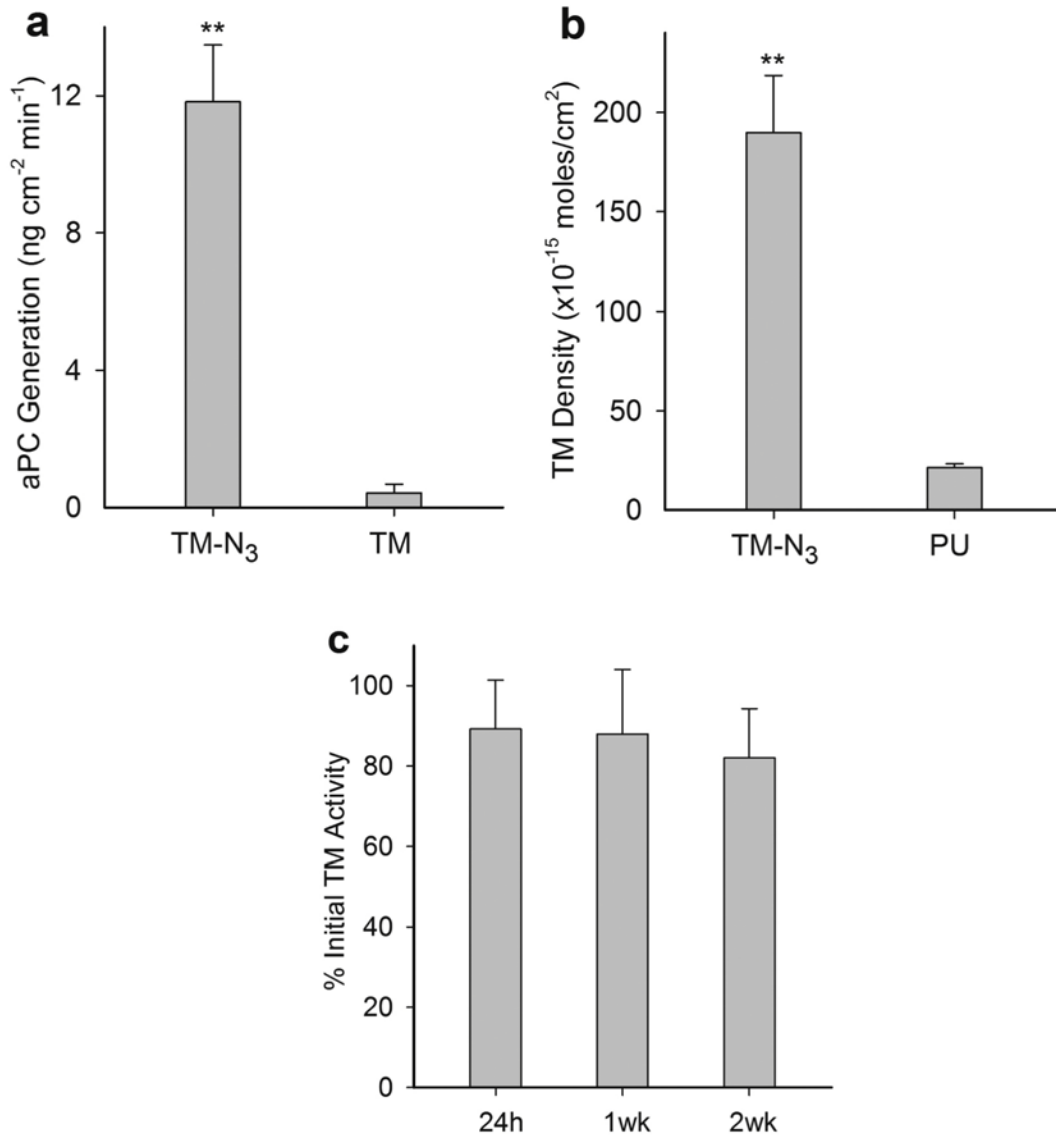 a
aPC Generation (ng cm⁻² min⁻¹)
12
8
4
0
**
TM-N₃
TM
b
TM Density (x10⁻¹⁵ moles/cm²)
200
150
100
50
0
**
TM-N₃
PU
c
% Initial TM Activity
100
80
60
40
20
0
24h
1wk
2wk